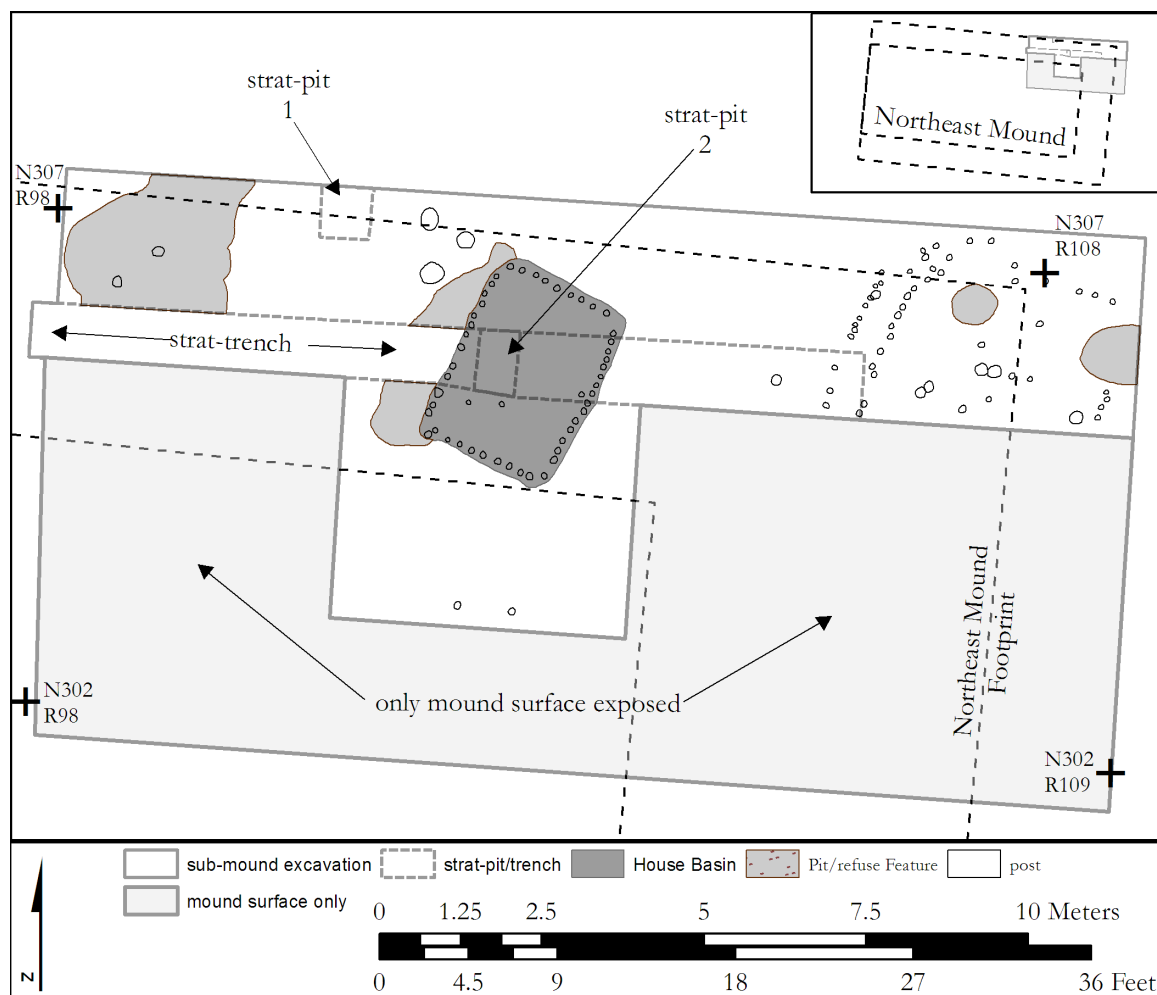 strat-pit
1
strat-pit
2
Northeast Mound
N307
R98
N307
R108
strat-trench
Northeast Mound
Footprint
only mound surface exposed
N302
R98
N302
R109
sub-mound excavation
strat-pit/trench
House Basin
Pit/refuse Feature
post
mound surface only
0 1.25 2.5 5 7.5 10 Meters
0 4.5 9 18 27 36 Feet
N